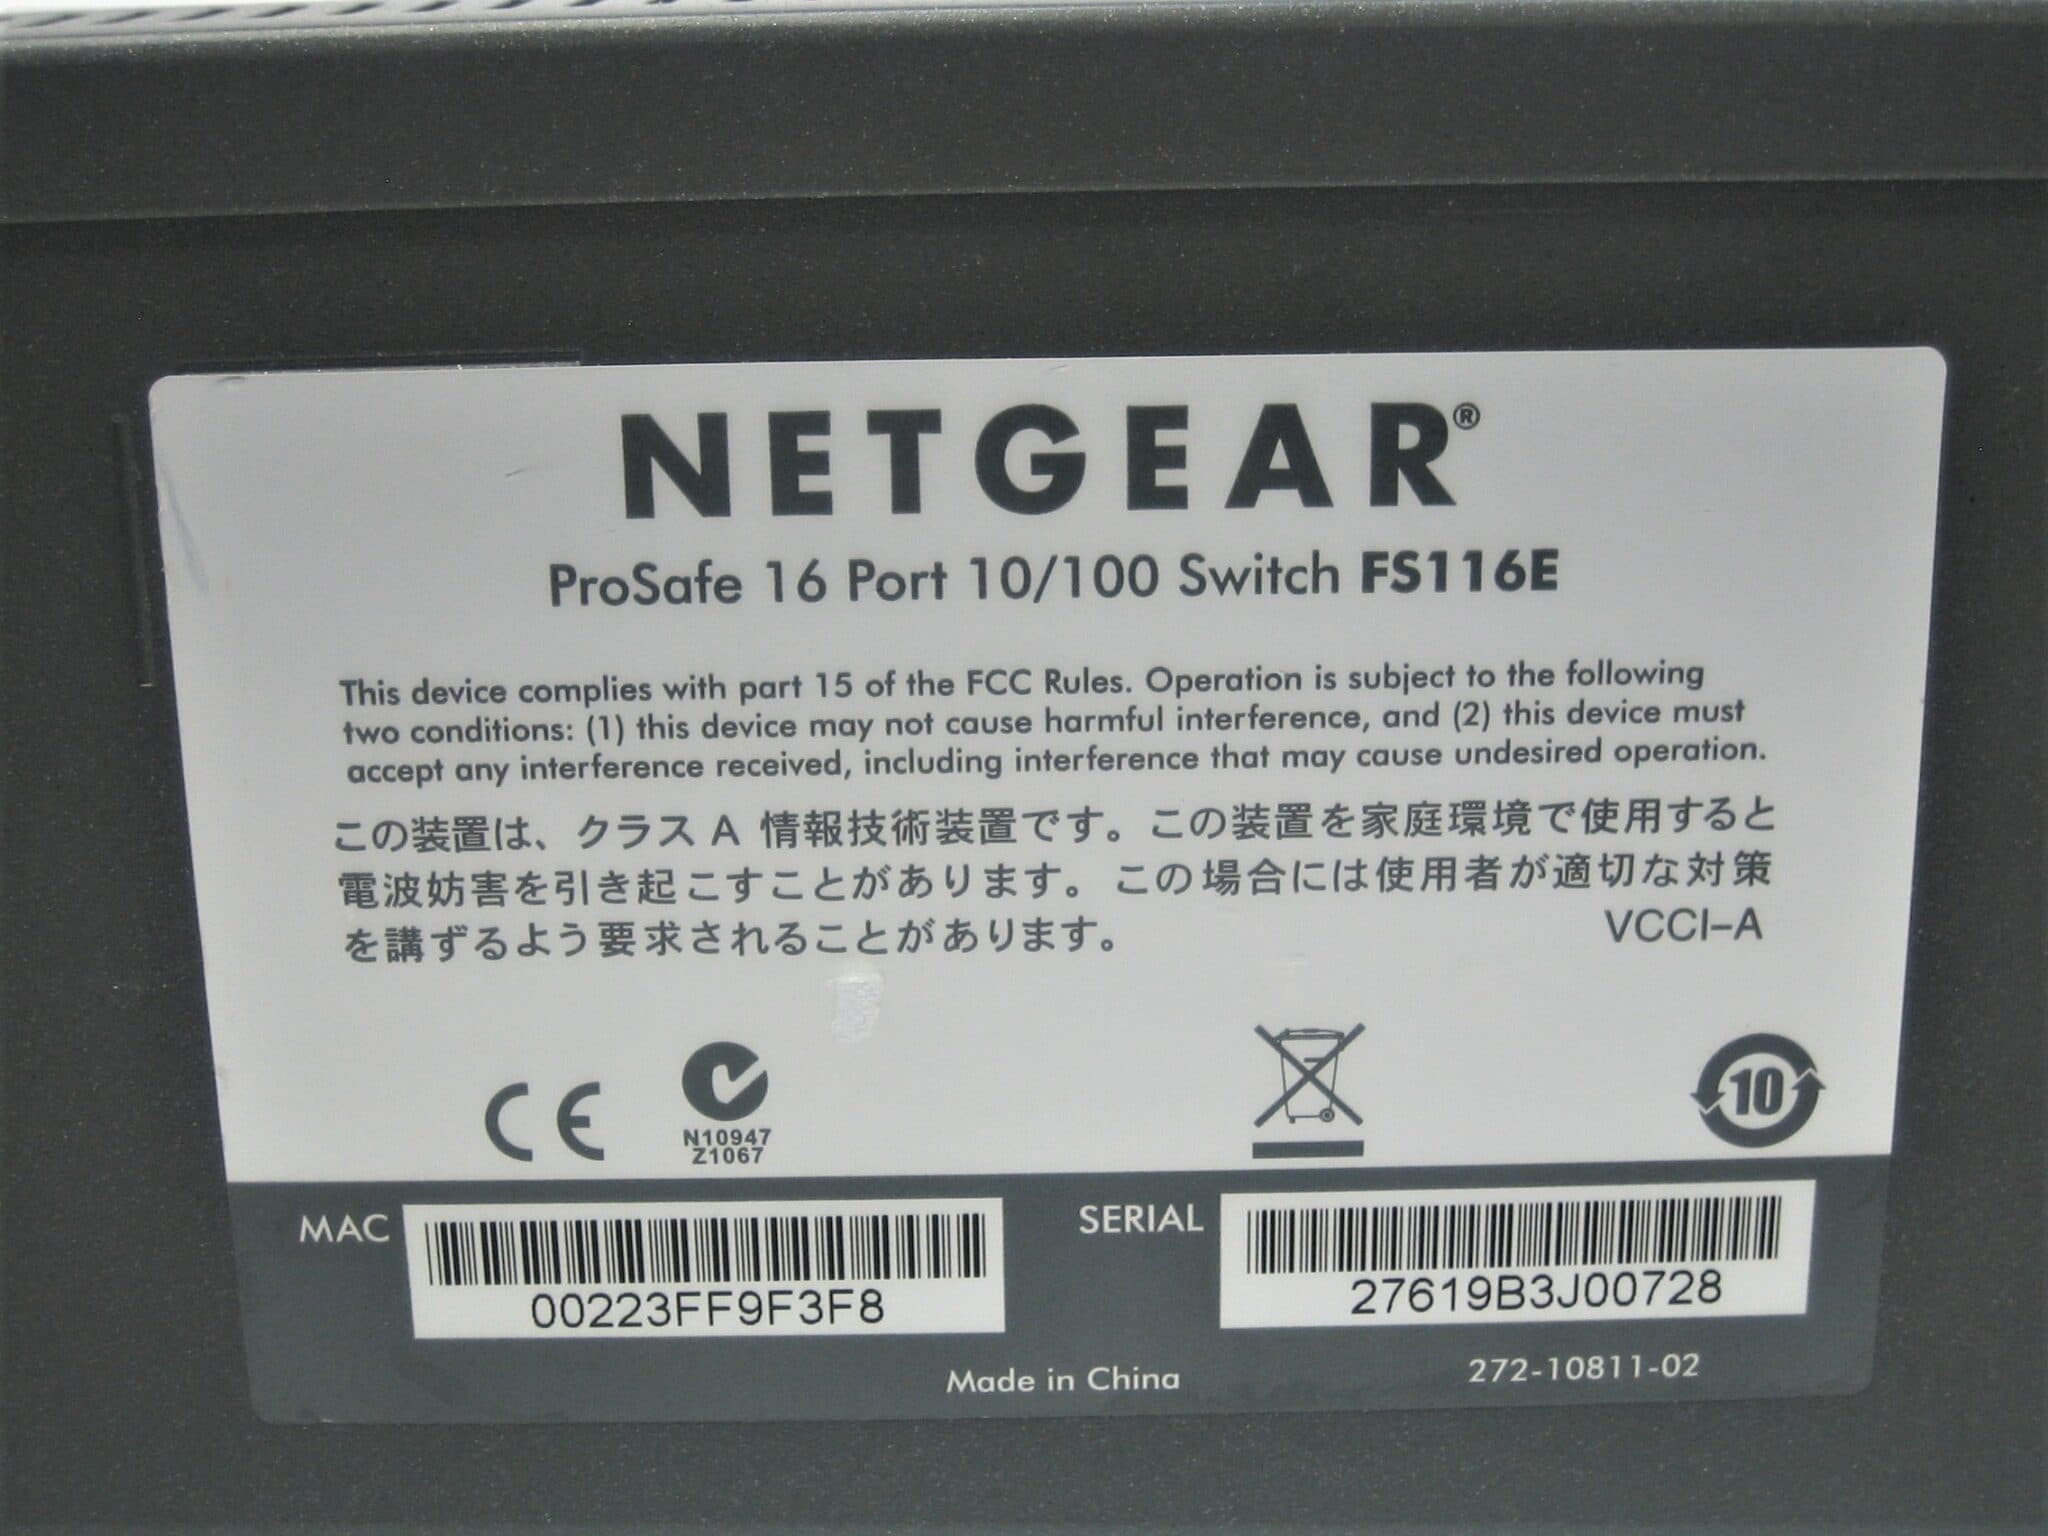 NETGEAR®
ProSafe 16 Port 10/100 Switch FS116E
This device complies with part 15 of the FCC Rules. Operation is subject to the following
two conditions: (1) this device may not cause harmful interference, and (2) this device must
accept any interference received, including interference that may cause undesired operation.
この装置は、クラス A 情報技術装置です。この装置を家庭環境で使用すると
電波妨害を引き起こすことがあります。この場合には使用者が適切な対策
を講ずるよう要求されることがあります。 VCCI-A
CE
N10947
Z1067
10
MAC
00223FF9F3F8
SERIAL
27619B3J00728
Made in China
272-10811-02